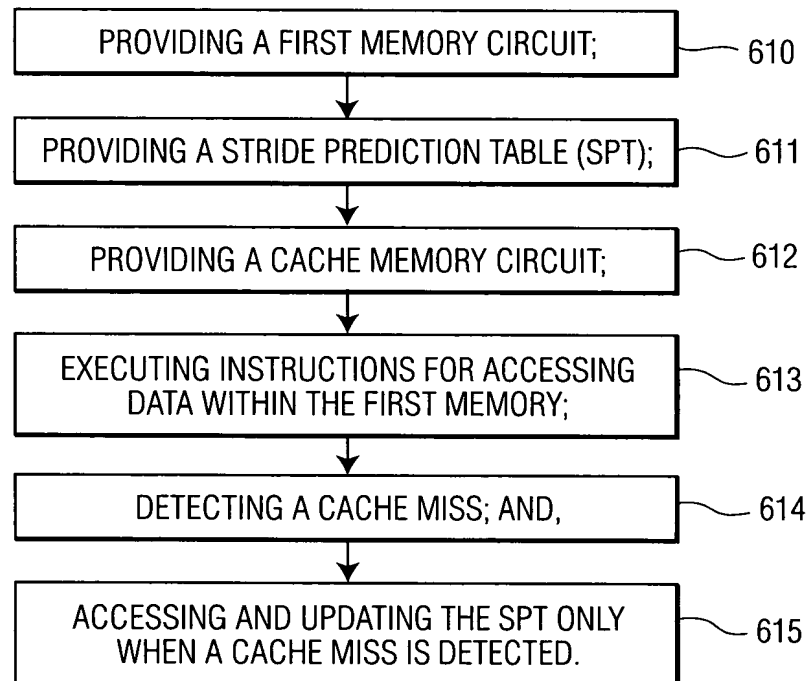 PROVIDING A FIRST MEMORY CIRCUIT;
610
PROVIDING A STRIDE PREDICTION TABLE (SPT);
611
PROVIDING A CACHE MEMORY CIRCUIT;
612
EXECUTING INSTRUCTIONS FOR ACCESSING
DATA WITHIN THE FIRST MEMORY;
613
DETECTING A CACHE MISS; AND,
614
ACCESSING AND UPDATING THE SPT ONLY
WHEN A CACHE MISS IS DETECTED.
615